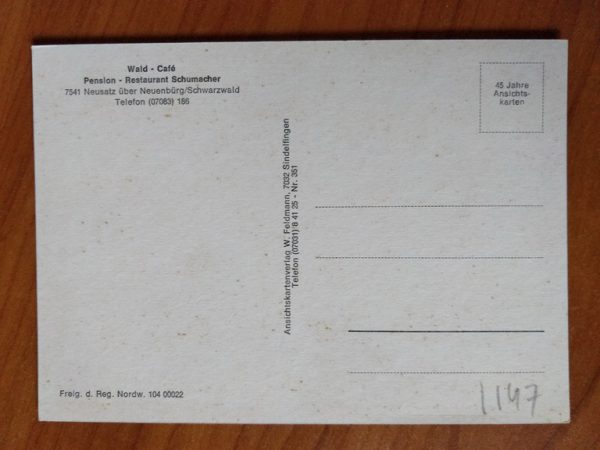 Wald - Café
Pension - Restaurant Schumacher
7541 Neusatz über Neuenbürg/Schwarzwald
Telefon (07083) 186
45 Jahre
Ansichts-
karten
Ansichtskartenverlag W. Feldmann, 7032 Sindelfingen
Telefon (07031) 8 41 25 - Nr. 351
Freig. d. Reg. Nordw. 104 00022
1147